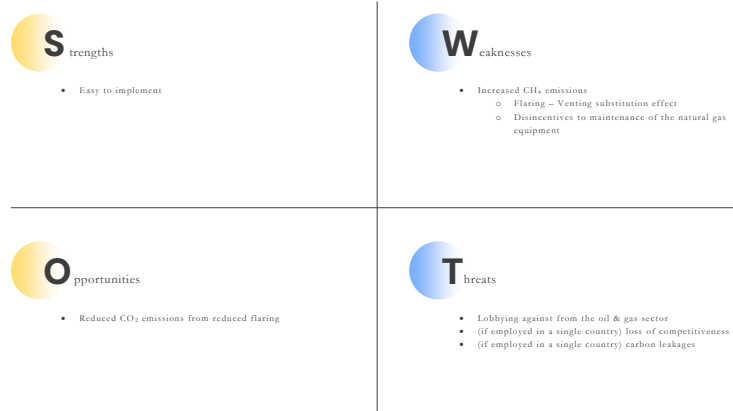 Strengths
• Easy to implement
Weaknesses
• Increased CH₄ emissions
o Flaring – Venting substitution effect
o Disincentives to maintenance of the natural gas
equipment
Opportunities
• Reduced CO₂ emissions from reduced flaring
Threats
• Lobbying against from the oil & gas sector
• (if employed in a single country) loss of competitiveness
• (if employed in a single country) carbon leakages